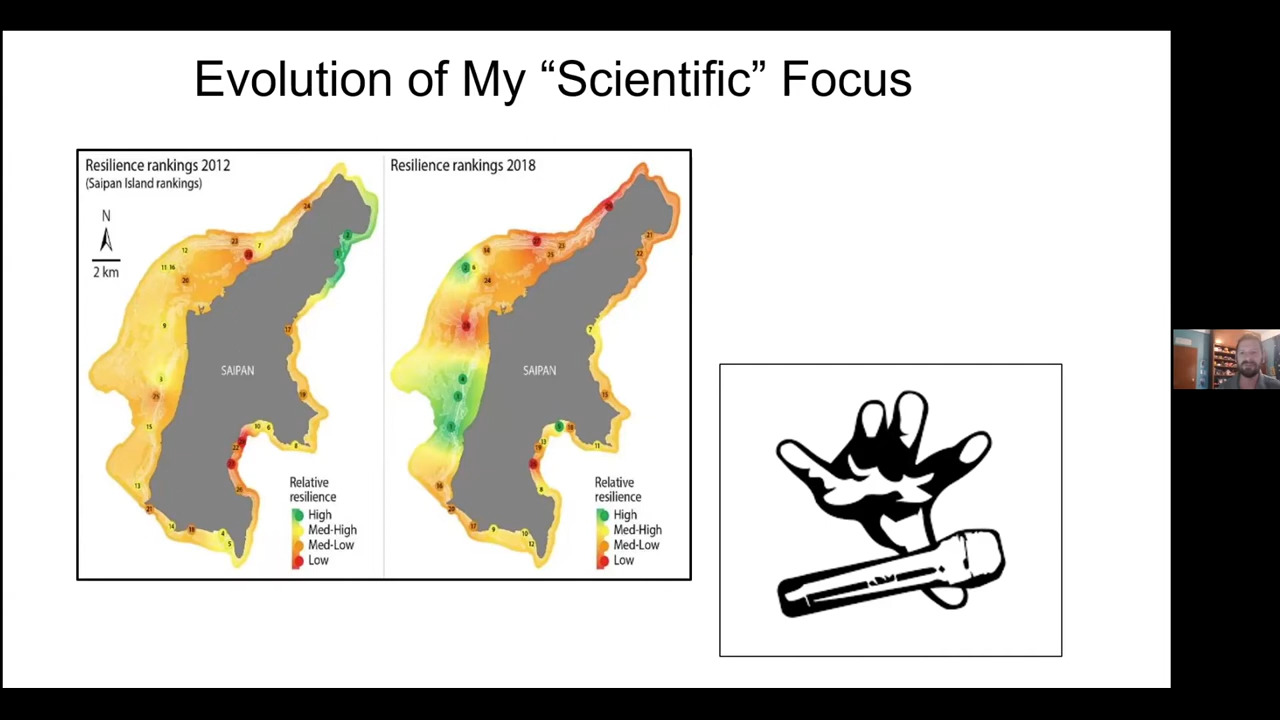 Evolution of My “Scientific” Focus
Resilience rankings 2012
(Saipan Island rankings)
N
2 km
SAIPAN
Relative
resilience
High
Med-High
Med-Low
Low
Resilience rankings 2018
SAIPAN
Relative
resilience
High
Med-High
Med-Low
Low